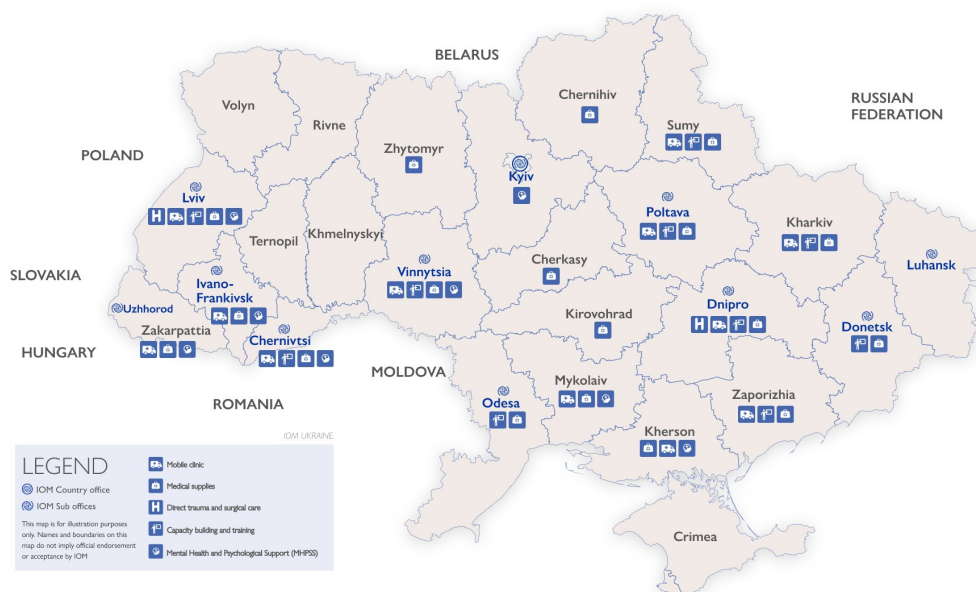 BELARUS
Chernihiv
RUSSIAN
FEDERATION
Volyn
Rivne
Sumy
Zhytomyr
POLAND
Kyiv
Lviv
Poltava
Kharkiv
Ternopil
Khmelnyskyi
Cherkasy
Luhansk
SLOVAKIA
Vinnytsia
Ivano-
Frankivsk
Uzhhorod
Dnipro
Kirovohrad
Donetsk
Zakarpattia
Chernivtsi
HUNGARY
MOLDOVA
Mykolaiv
Zaporizhia
ROMANIA
Odesa
Kherson
IOM UKRAINE
Crimea
LEGEND
IOM Country office
IOM Sub offices
This map is for illustration purposes
only. Names and boundaries on this
map do not imply official endorsement
or acceptance by IOM
Mobile clinic
Medical supplies
H Direct trauma and surgical care
Capacity building and training
Mental Health and Psychological Support (MHPSS)